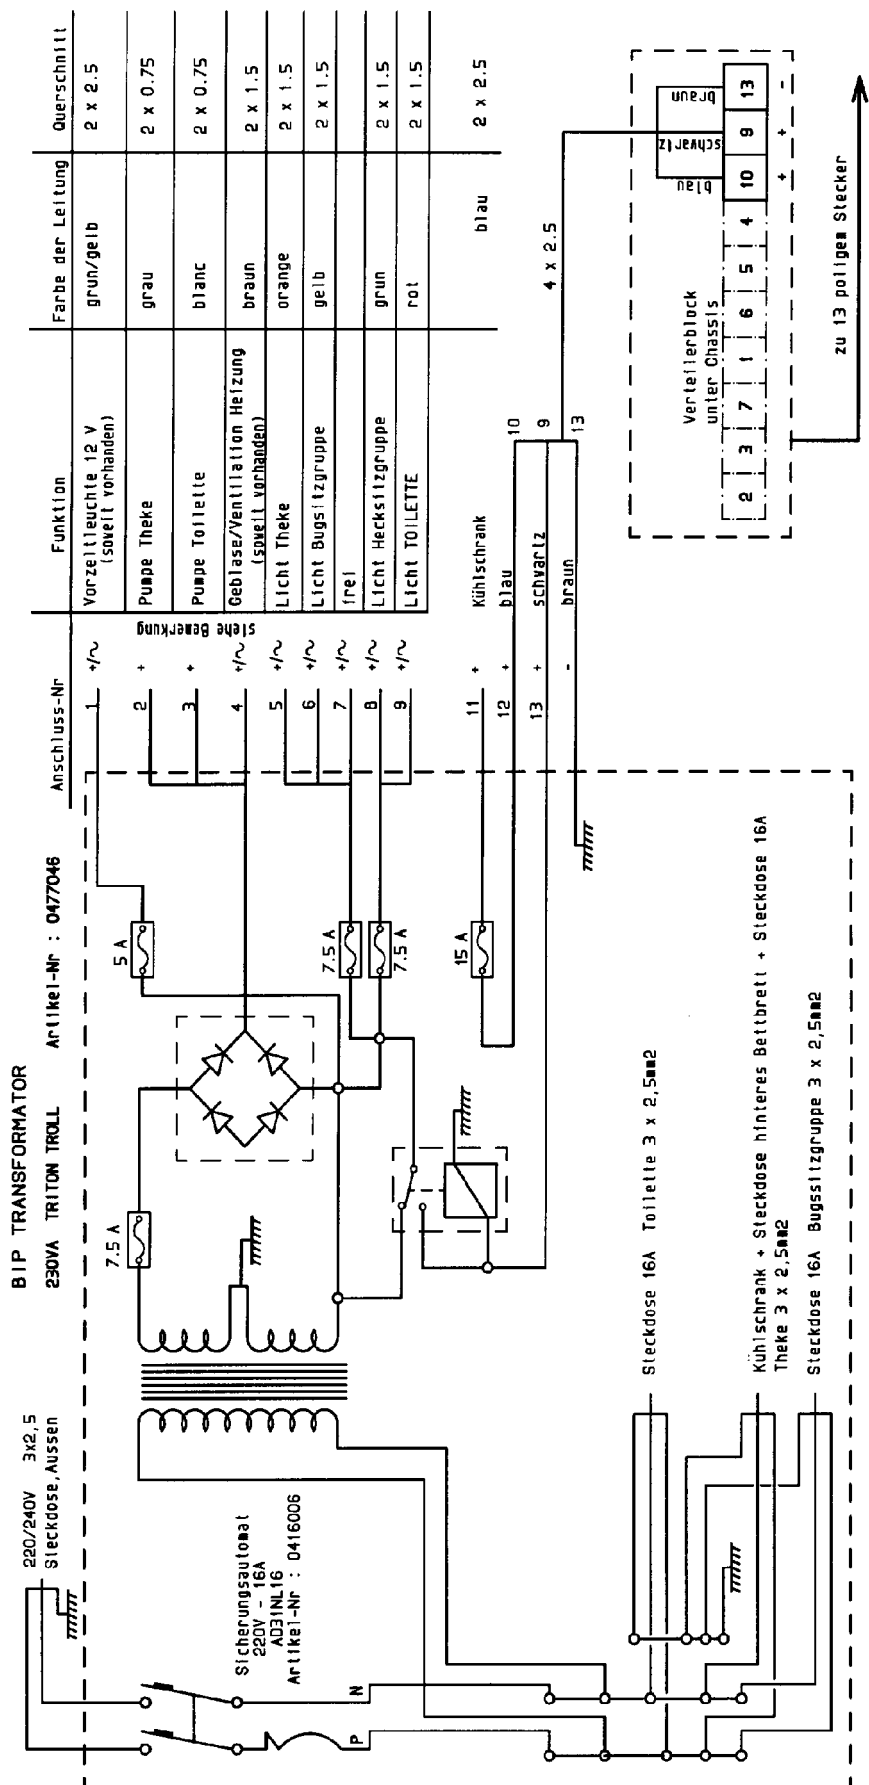 BIP TRANSFORMATOR
230VA TRITON TROLL Artikel-Nr : 0477046
220/240V 3x2,5
Steckdose,Aussen
Anschluss-Nr Funktion Farbe der Leitung Querschnitt
1 +/~ Vorzeltleuchte 12 V grun/gelb 2 x 2.5
(soweit vorhanden)
2 + Pumpe Theke grau 2 x 0.75
3 + Pumpe Toilette blanc 2 x 0.75
4 +/~ Geblase/Ventilation Heizung braun 2 x 1.5
(soweit vorhanden)
5 +/~ Licht Theke orange 2 x 1.5
6 +/~ Licht Bugsitzgruppe gelb 2 x 1.5
7 +/~ frei
8 +/~ Licht Hecksitzgruppe grun 2 x 1.5
9 +/~ Licht TOILETTE rot 2 x 1.5
siehe Bemerkung
11 + Kühlschrank blau 2 x 2.5
12 + blau 10
13 + schvartz 9
- braun 13
4 x 2.5
5 A
7.5 A
7.5 A
7.5 A
15 A
Sicherungsautomat
220V - 16A
AD31NL16
Artikel-Nr : 0416006
N
P
Steckdose 16A Toilette 3 x 2,5mm2
Kühlschrank + Steckdose hinteres Bettbrett + Steckdose 16A
Theke 3 x 2,5mm2
Steckdose 16A Bugssitzgruppe 3 x 2,5mm2
Verteilerblock
unter Chassis
blau schvartz braun
2 3 7 1 6 5 4 10 9 13
+ + -
zu 13 poligem Stecker